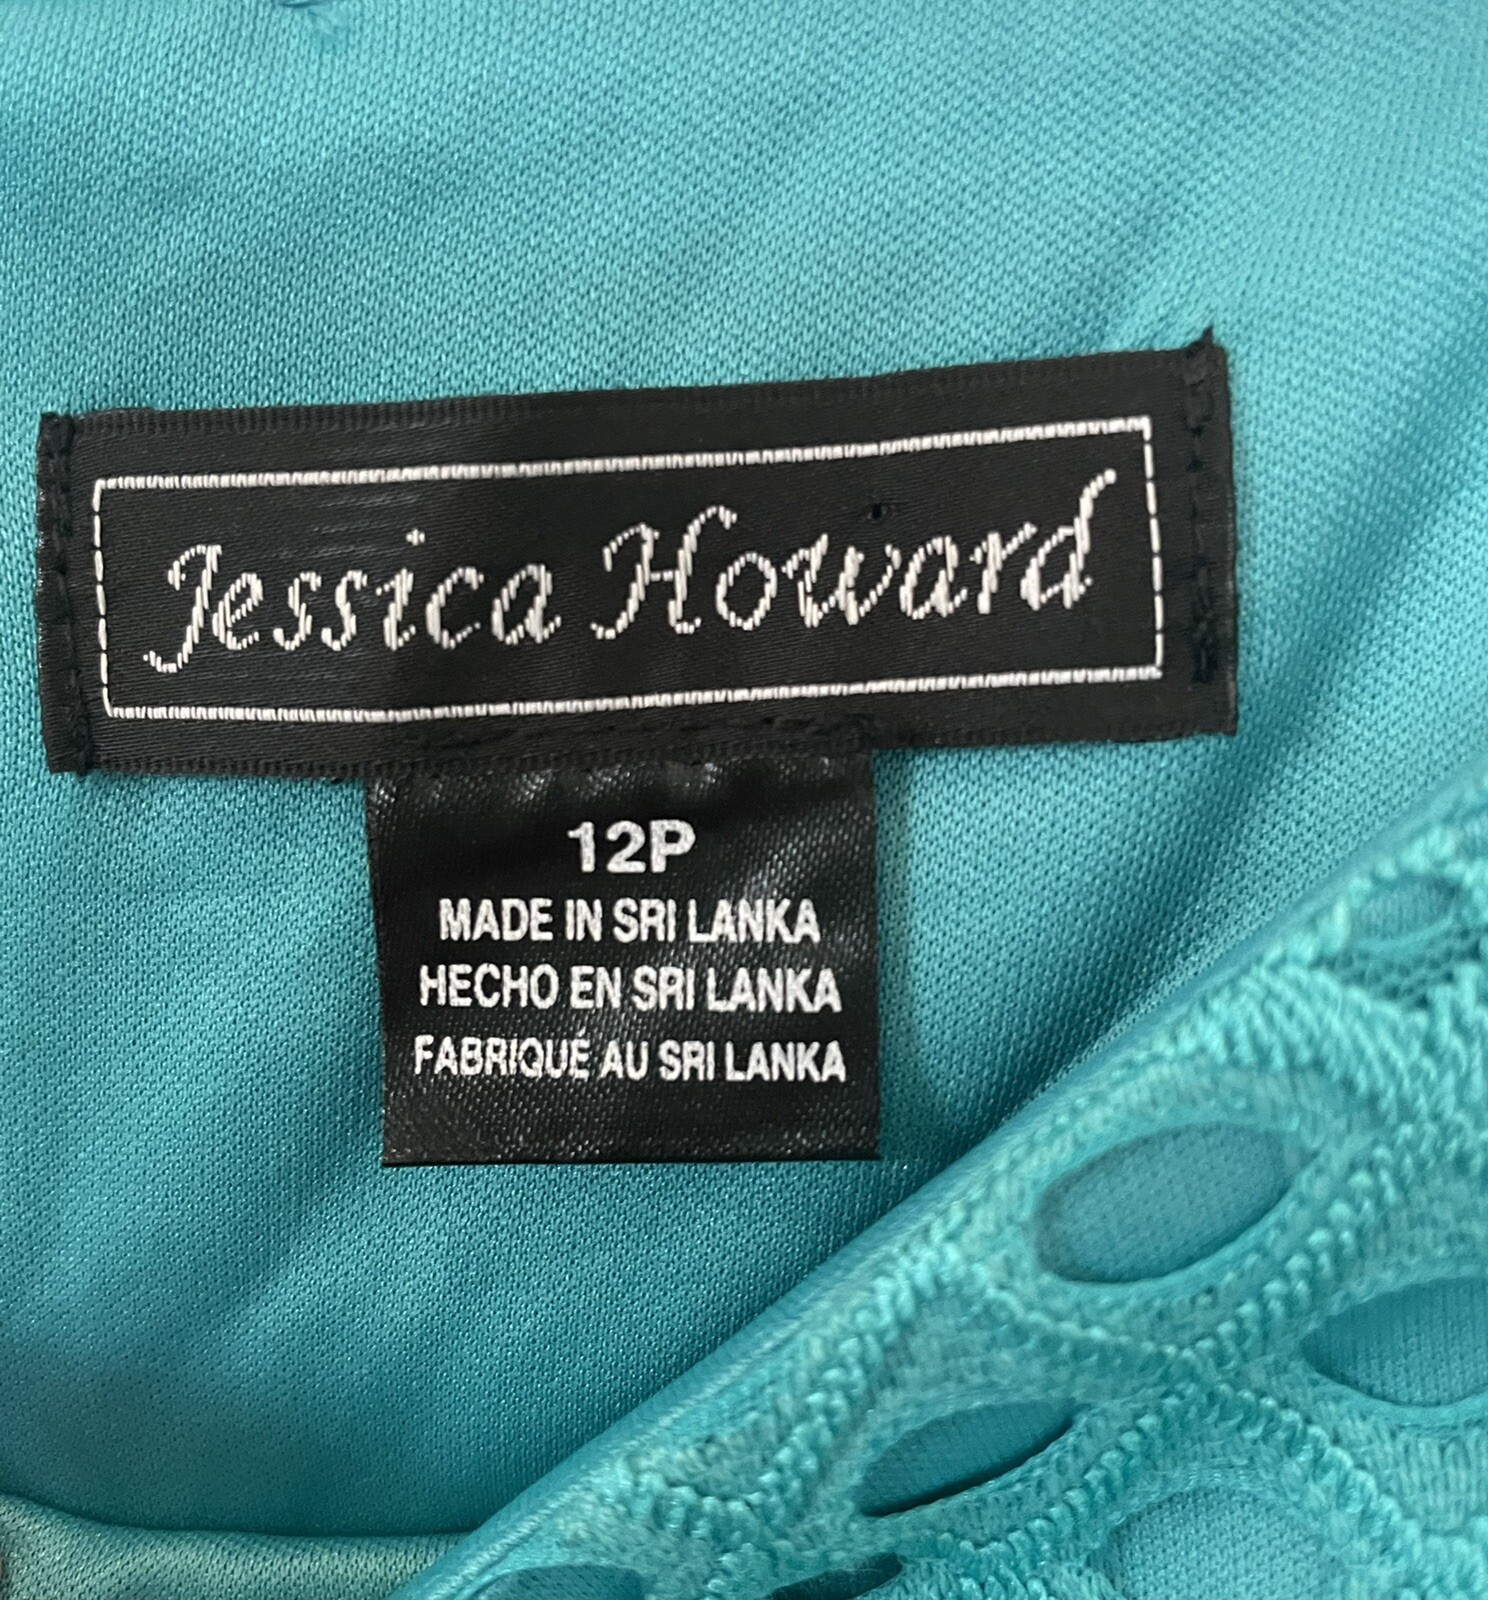 Jessica Howard
12P
MADE IN SRI LANKA
HECHO EN SRI LANKA
FABRIQUÉ AU SRI LANKA